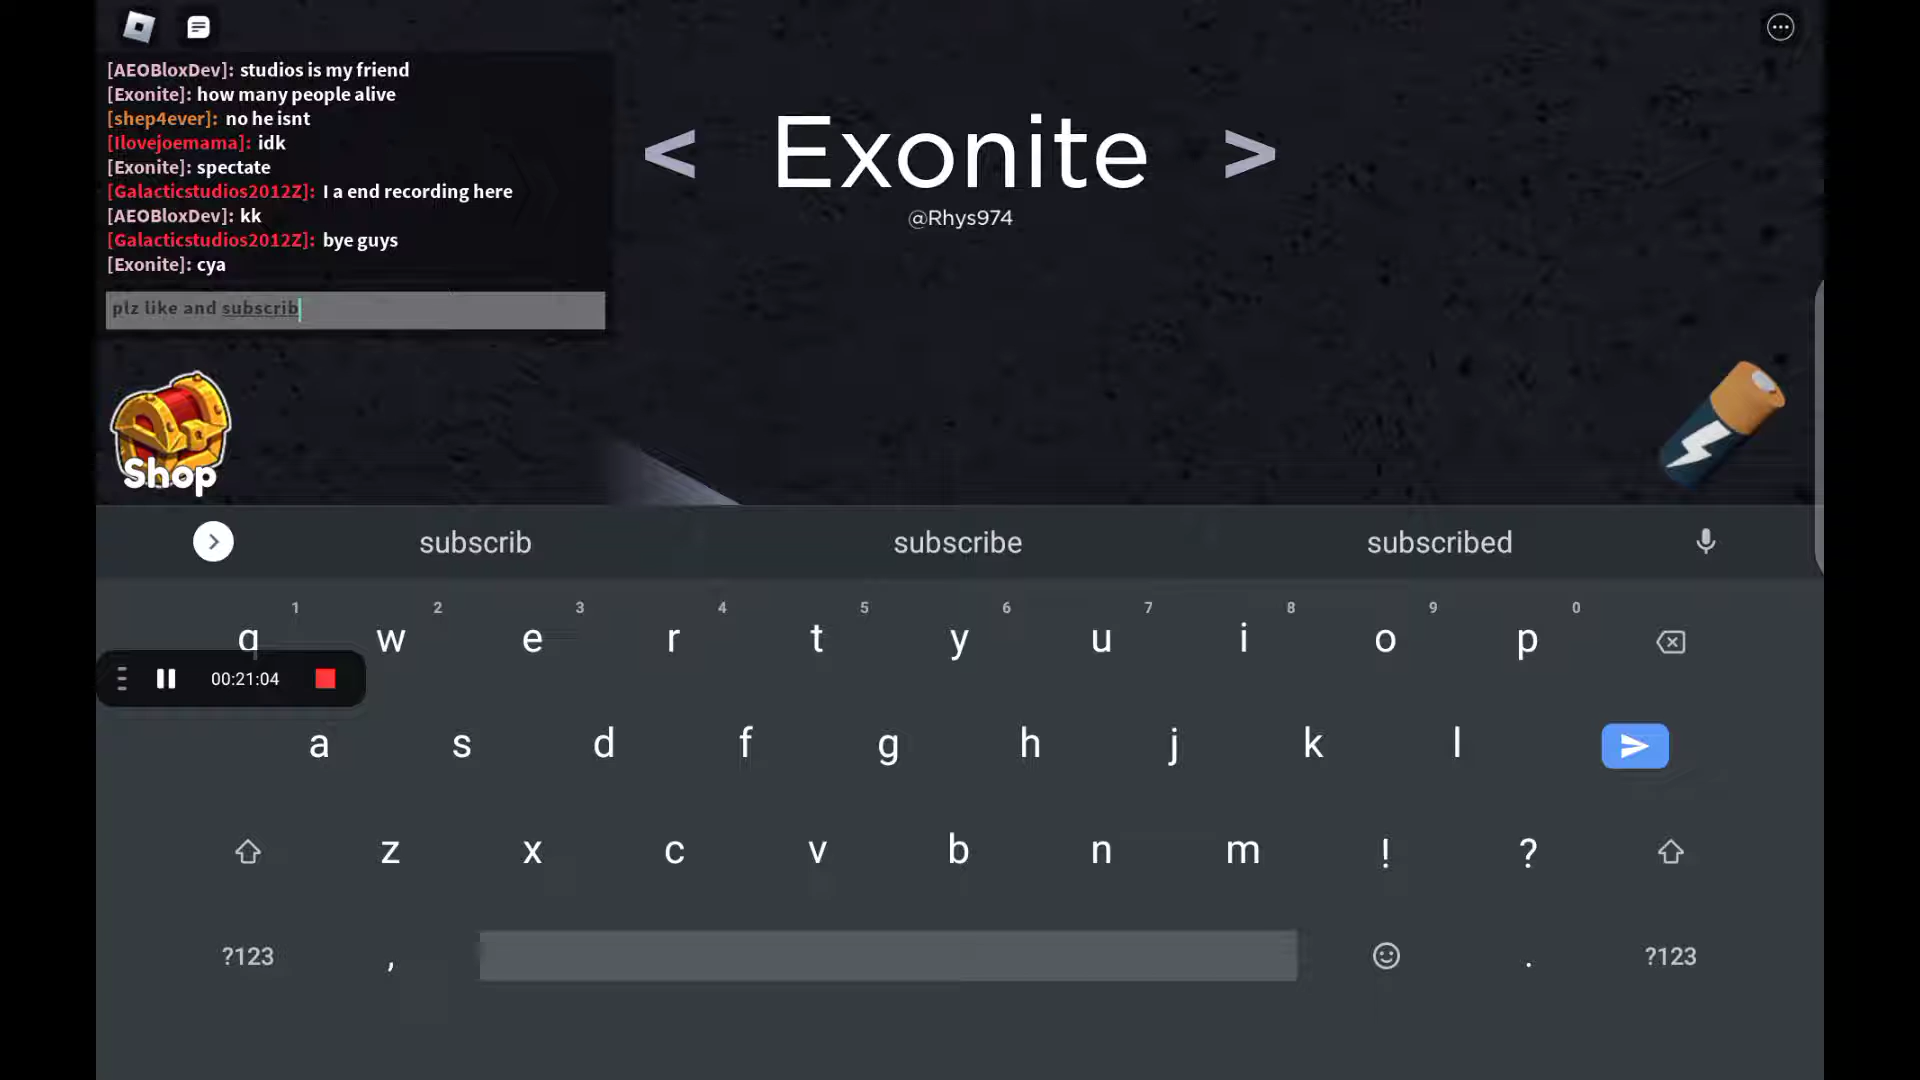 [AEOBloxDev]: studios is my friend
[Exonite]: how many people alive
[shep4ever]: no he isnt
[Ilovejoemama]: idk
[Exonite]: spectate
[Galacticstudios2012Z]: I a end recording here
[AEOBloxDev]: kk
[Galacticstudios2012Z]: bye guys
[Exonite]: cya
plz like and subscrib
< Exonite >
@Rhys974
Shop
subscrib subscribe subscribed
1 2 3 4 5 6 7 8 9 0
q w e r t y u i o p
00:21:04
a s d f g h j k l
z x c v b n m ! ?
?123 , . ?123